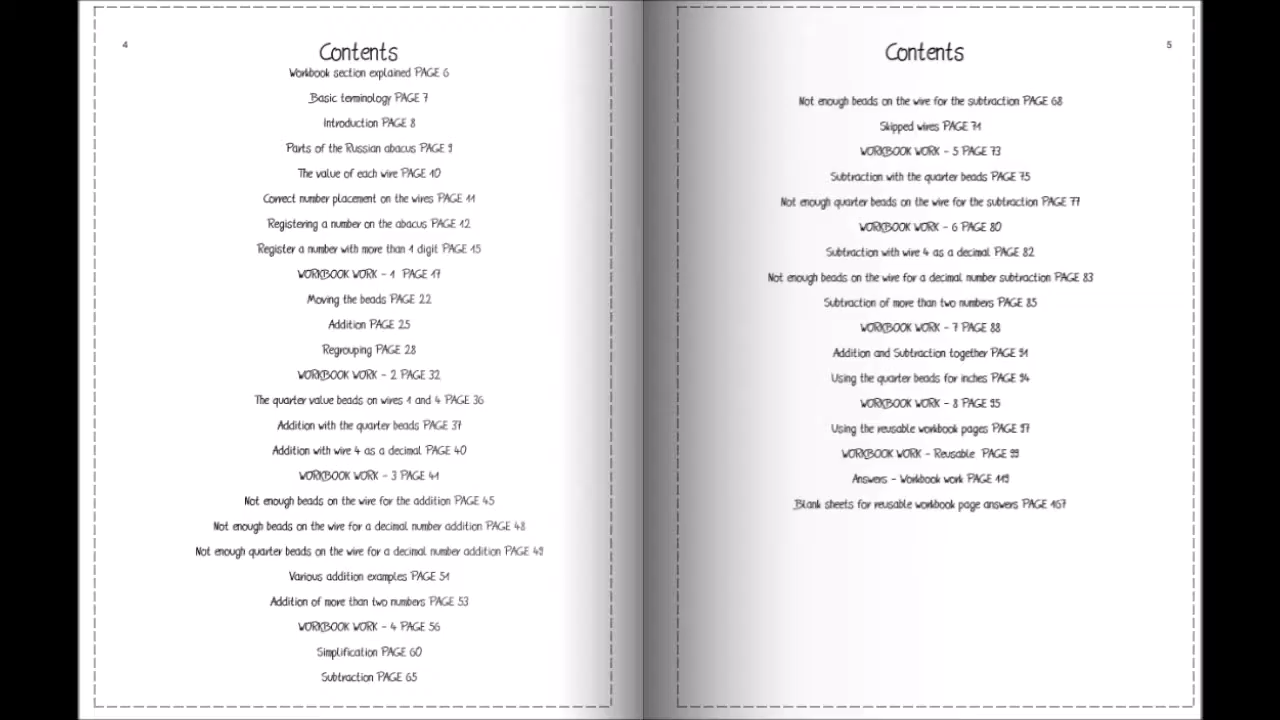 4
Contents
Workbook section explained PAGE 6
Basic terminology PAGE 7
Introduction PAGE 8
Parts of the Russian abacus PAGE 9
The value of each wire PAGE 10
Correct number placement on the wires PAGE 11
Registering a number on the abacus PAGE 12
Register a number with more than 1 digit PAGE 15
WORKBOOK WORK - 1 PAGE 17
Moving the beads PAGE 22
Addition PAGE 25
Regrouping PAGE 28
WORKBOOK WORK - 2 PAGE 32
The quarter value beads on wires 1 and 4 PAGE 36
Addition with the quarter beads PAGE 37
Addition with wire 4 as a decimal PAGE 40
WORKBOOK WORK - 3 PAGE 41
Not enough beads on the wire for the addition PAGE 45
Not enough beads on the wire for a decimal number addition PAGE 48
Not enough quarter beads on the wire for a decimal number addition PAGE 49
Various addition examples PAGE 51
Addition of more than two numbers PAGE 53
WORKBOOK WORK - 4 PAGE 56
Simplification PAGE 60
Subtraction PAGE 65
5
Contents
Not enough beads on the wire for the subtraction PAGE 68
Skipped wires PAGE 71
WORKBOOK WORK - 5 PAGE 73
Subtraction with the quarter beads PAGE 75
Not enough quarter beads on the wire for the subtraction PAGE 77
WORKBOOK WORK - 6 PAGE 80
Subtraction with wire 4 as a decimal PAGE 82
Not enough beads on the wire for a decimal number subtraction PAGE 83
Subtraction of more than two numbers PAGE 85
WORKBOOK WORK - 7 PAGE 88
Addition and Subtraction together PAGE 91
Using the quarter beads for inches PAGE 94
WORKBOOK WORK - 8 PAGE 95
Using the reusable workbook pages PAGE 97
WORKBOOK WORK - Reusable PAGE 99
Answers - Workbook work PAGE 119
Blank sheets for reusable workbook page answers PAGE 167